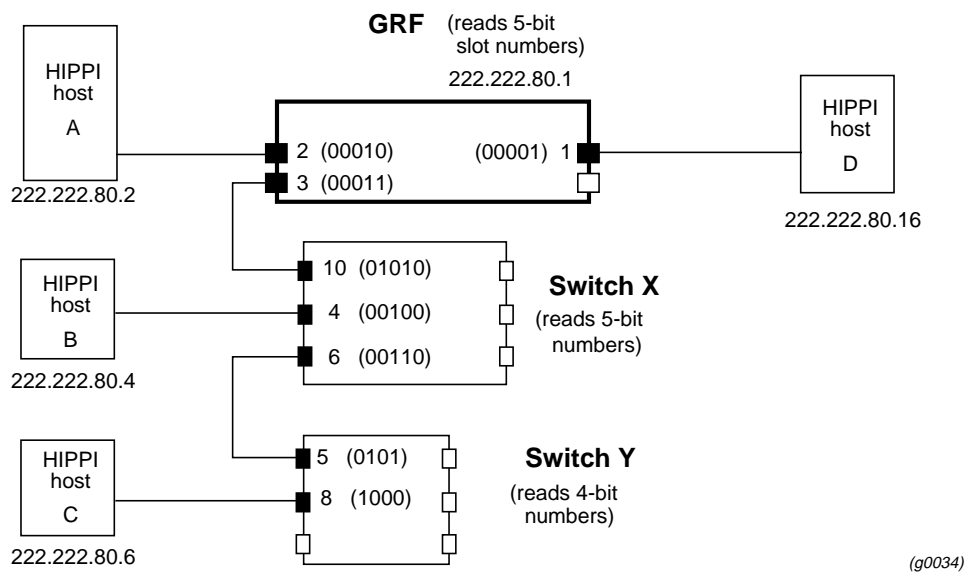 GRF (reads 5-bit
slot numbers)
222.222.80.1
HIPPI
host
A
222.222.80.2
2 (00010)
3 (00011)
(00001) 1
HIPPI
host
D
222.222.80.16
10 (01010)
4 (00100)
6 (00110)
Switch X
(reads 5-bit
numbers)
HIPPI
host
B
222.222.80.4
5 (0101)
8 (1000)
Switch Y
(reads 4-bit
numbers)
HIPPI
host
C
222.222.80.6
(g0034)